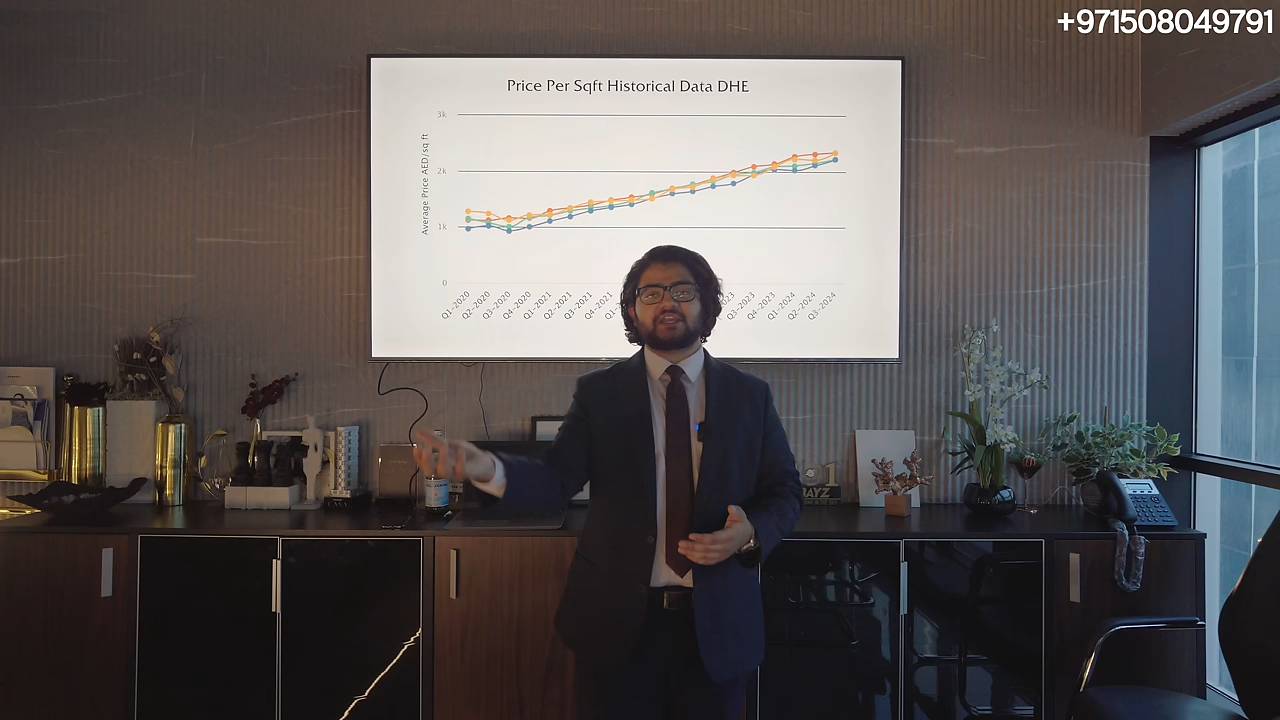 +971508049791
Price Per Sqft Historical Data DHE
Average Price AED/sq ft
3k
2k
1k
0
Q1-2020
Q2-2020
Q3-2020
Q4-2020
Q1-2021
Q2-2021
Q3-2021
Q4-2021
Q3-2023
Q4-2023
Q1-2024
Q2-2024
Q3-2024